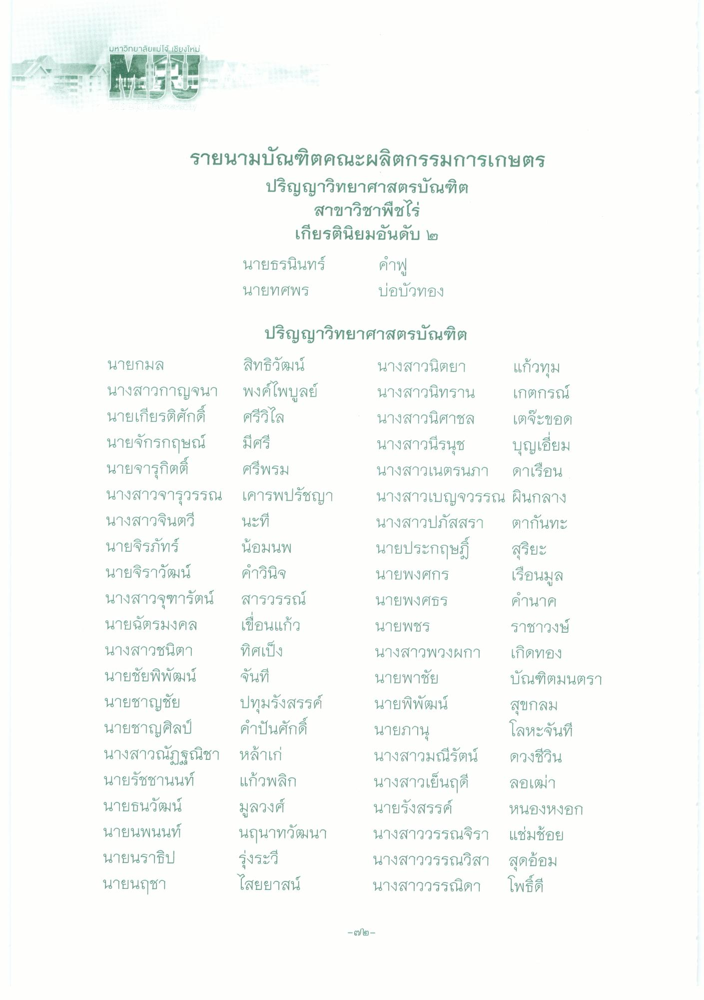 มหาวิทยาลัยแม่โจ้ เชียงใหม่
MJU
รายนามบัณฑิตคณะผลิตกรรมการเกษตร
ปริญญาวิทยาศาสตรบัณฑิต
สาขาวิชาพืชไร่
เกียรตินิยมอันดับ ๒
นายธรนินทร์ คำฟู
นายทศพร บ่อบัวทอง
ปริญญาวิทยาศาสตรบัณฑิต
นายกมล สิทธิวัฒน์ นางสาวนิตยา แก้วทุม
นางสาวกาญจนา พงค์ไพบูลย์ นางสาวนิทราน เกตกรณ์
นายเกียรติศักดิ์ ศรีวิไล นางสาวนิศาชล เตจ๊ะขอด
นายจักรกฤษณ์ มีศรี นางสาวนีรนุช บุญเอี่ยม
นายจารุกิตติ์ ศรีพรม นางสาวเนตรนภา ดาเรือน
นางสาวจารุวรรณ เคารพปรัชญา นางสาวเบญจวรรณ ผินกลาง
นางสาวจินตวี นะที นางสาวปภัสสรา ตากันทะ
นายจิรภัทร์ น้อมนพ นายประกฤษฎิ์ สุริยะ
นายจิราวัฒน์ คำวินิจ นายพงศกร เรือนมูล
นางสาวจุฑารัตน์ สารวรรณ์ นายพงศธร คำนาค
นายฉัตรมงคล เขื่อนแก้ว นายพชร ราชาวงษ์
นางสาวชนิตา ทิศเป็ง นางสาวพวงผกา เกิดทอง
นายชัยพิพัฒน์ จันที นายพาชัย บัณฑิตมนตรา
นายชาญชัย ปทุมรังสรรค์ นายพิพัฒน์ สุขกลม
นายชาญศิลป์ คำปันศักดิ์ นายภานุ โลหะจันที
นางสาวณัฏฐณิชา หล้าเก่ นางสาวมณีรัตน์ ดวงชีวิน
นายรัชชานนท์ แก้วพลิก นางสาวเย็นฤดี ลอเฒ่า
นายธนวัฒน์ มูลวงศ์ นายรังสรรค์ หนองหงอก
นายนพนนท์ นฤนาทวัฒนา นางสาววรรณจิรา แช่มช้อย
นายนราธิป รุ่งระวี นางสาววรรณวิสา สุดอ้อม
นายนฤชา ไสยยาสน์ นางสาววรรณิดา โพธิ์ดี
-๗๒-